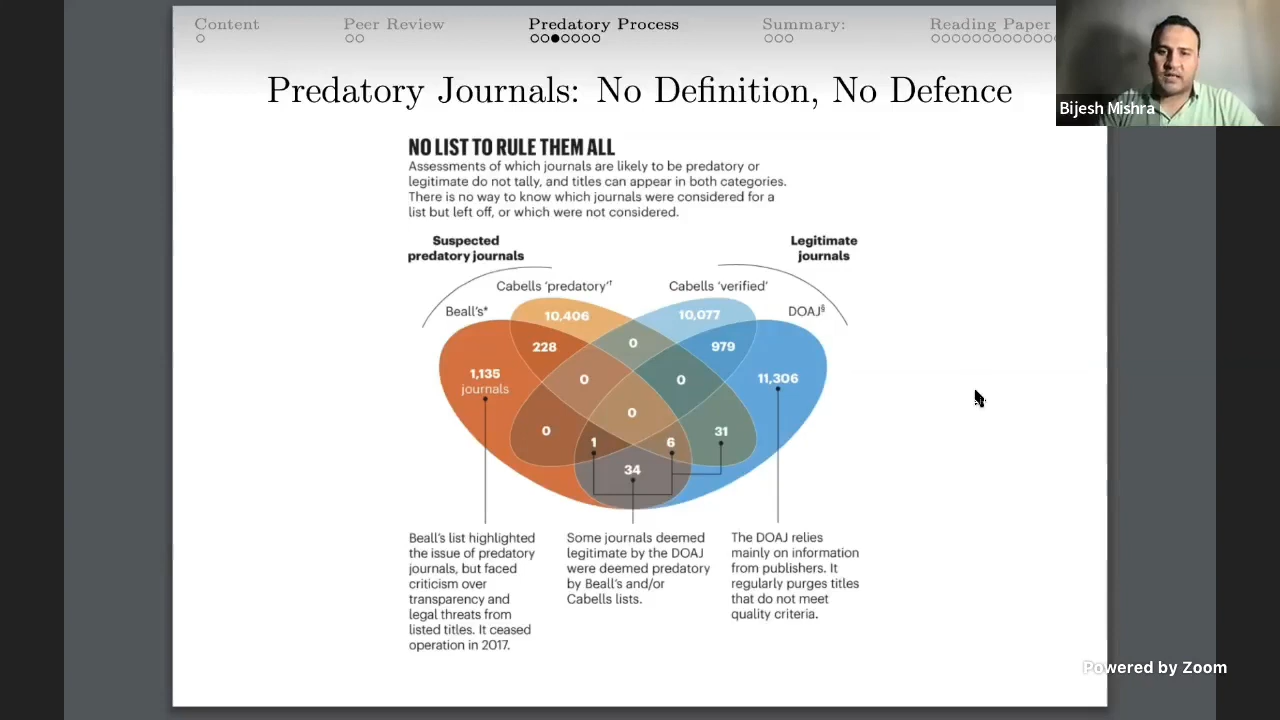 Content Peer Review Predatory Process Summary: Reading Paper
Bijesh Mishra
Predatory Journals: No Definition, No Defence
NO LIST TO RULE THEM ALL
Assessments of which journals are likely to be predatory or
legitimate do not tally, and titles can appear in both categories.
There is no way to know which journals were considered for a
list but left off, or which were not considered.
Suspected
predatory journals
Legitimate
journals
Cabells 'predatory'†
Cabells 'verified'
Beall's*
DOAJ§
10,406
10,077
228
0
979
1,135
journals
0
0
11,306
0
0
1
6
31
34
Beall's list highlighted
the issue of predatory
journals, but faced
criticism over
transparency and
legal threats from
listed titles. It ceased
operation in 2017.
Some journals deemed
legitimate by the DOAJ
were deemed predatory
by Beall's and/or
Cabells lists.
The DOAJ relies
mainly on information
from publishers. It
regularly purges titles
that do not meet
quality criteria.
Powered by Zoom